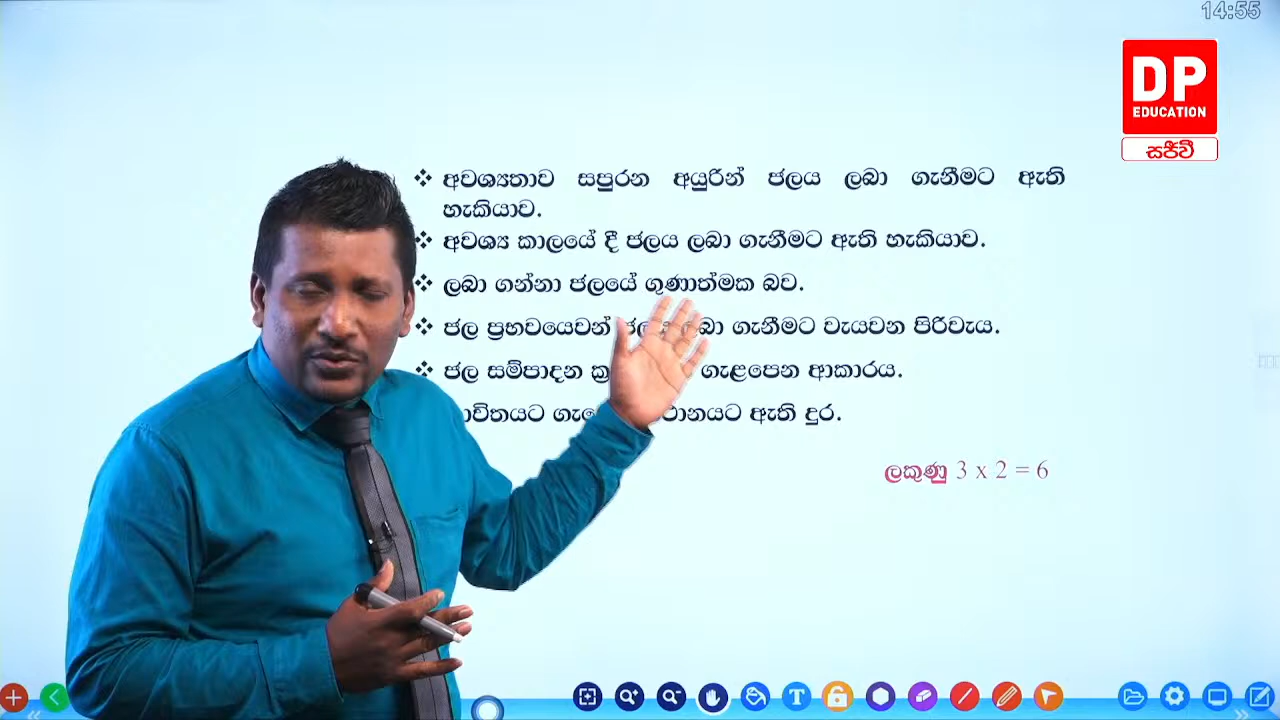 14:55
DP
EDUCATION
සජීවී
❖ අවශ්‍යතාව සපුරන අයුරින් ජලය ලබා ගැනීමට ඇති
හැකියාව.
❖ අවශ්‍ය කාලයේ දී ජලය ලබා ගැනීමට ඇති හැකියාව.
❖ ලබා ගන්නා ජලයේ ගුණාත්මක බව.
❖ ජල ප්‍රභවයෙවන් ලබා ගැනීමට වැයවන පිරිවැය.
❖ ජල සම්පාදන ගැළපෙන ආකාරය.
ඇති දුර.
ලකුණු 3 x 2 = 6